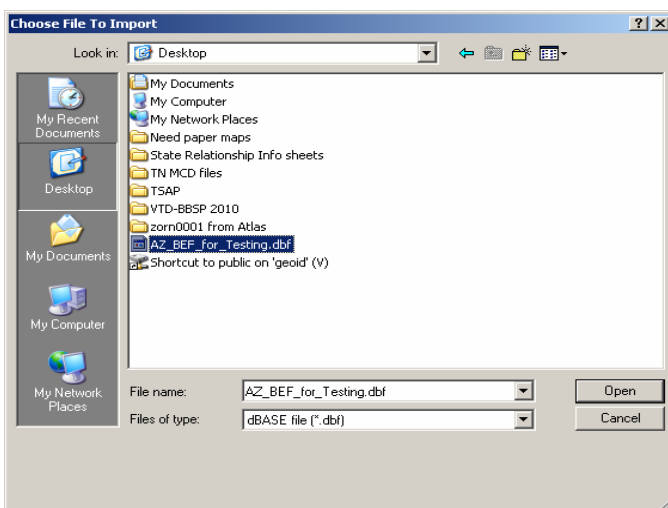 Choose File To Import
Look in: Desktop
My Recent
Documents
Desktop
My Documents
My Computer
My Network
Places
My Documents
My Computer
My Network Places
Need paper maps
State Relationship Info sheets
TN MCD files
TSAP
VTD-BBSP 2010
zorn0001 from Atlas
AZ_BEF_for_Testing.dbf
Shortcut to public on 'geoid' (V)
File name: AZ_BEF_for_Testing.dbf Open
Files of type: dBASE file (*.dbf) Cancel